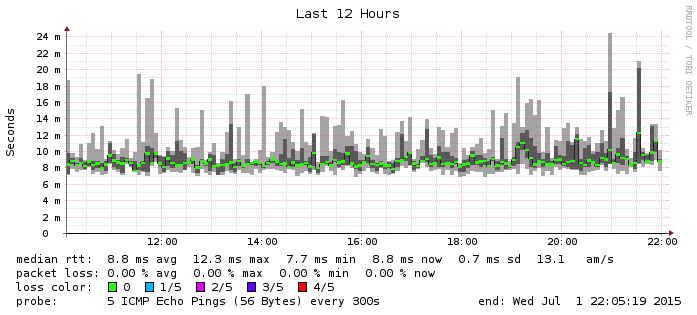 Last 12 Hours
RRDTOOL / TOBI OETIKER
Seconds
24 m
22 m
20 m
18 m
16 m
14 m
12 m
10 m
8 m
6 m
4 m
2 m
0
12:00 14:00 16:00 18:00 20:00 22:00
median rtt: 8.8 ms avg 12.3 ms max 7.7 ms min 8.8 ms now 0.7 ms sd 13.1 am/s
packet loss: 0.00 % avg 0.00 % max 0.00 % min 0.00 % now
loss color: 0 1/5 2/5 3/5 4/5
probe: 5 ICMP Echo Pings (56 Bytes) every 300s end: Wed Jul 1 22:05:19 2015